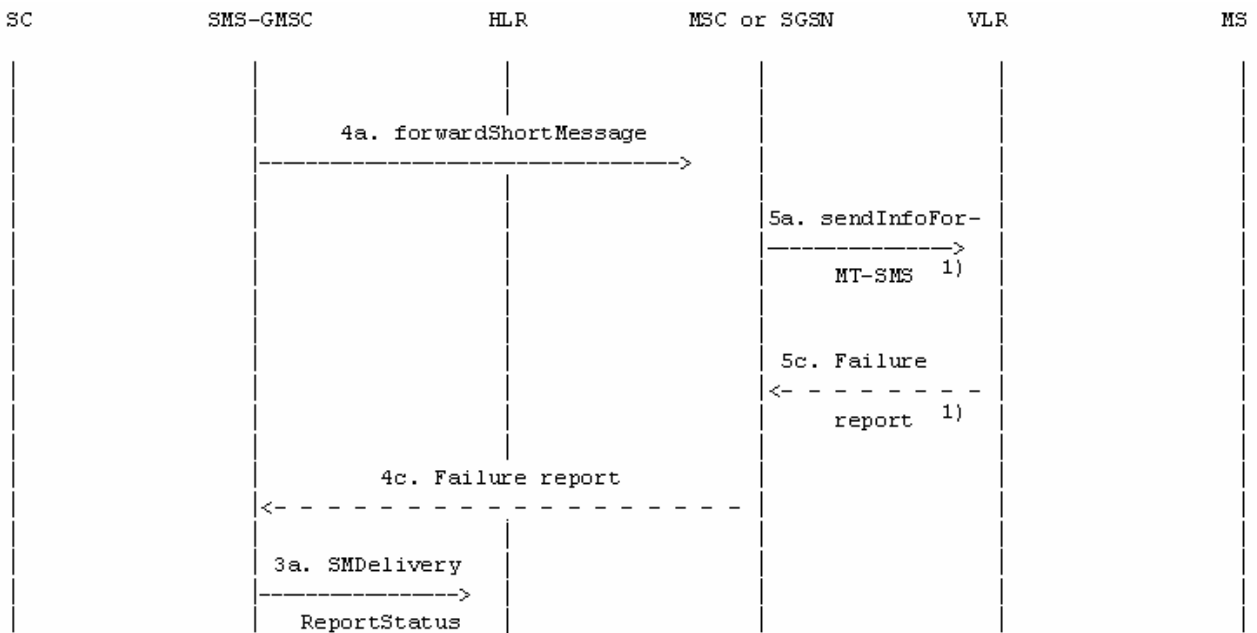 SC SMS-GMSC HLR MSC or SGSN VLR MS
4a. forwardShortMessage
5a. sendInfoFor-
MT-SMS 1)
5c. Failure
report 1)
4c. Failure report
3a. SMDelivery
ReportStatus